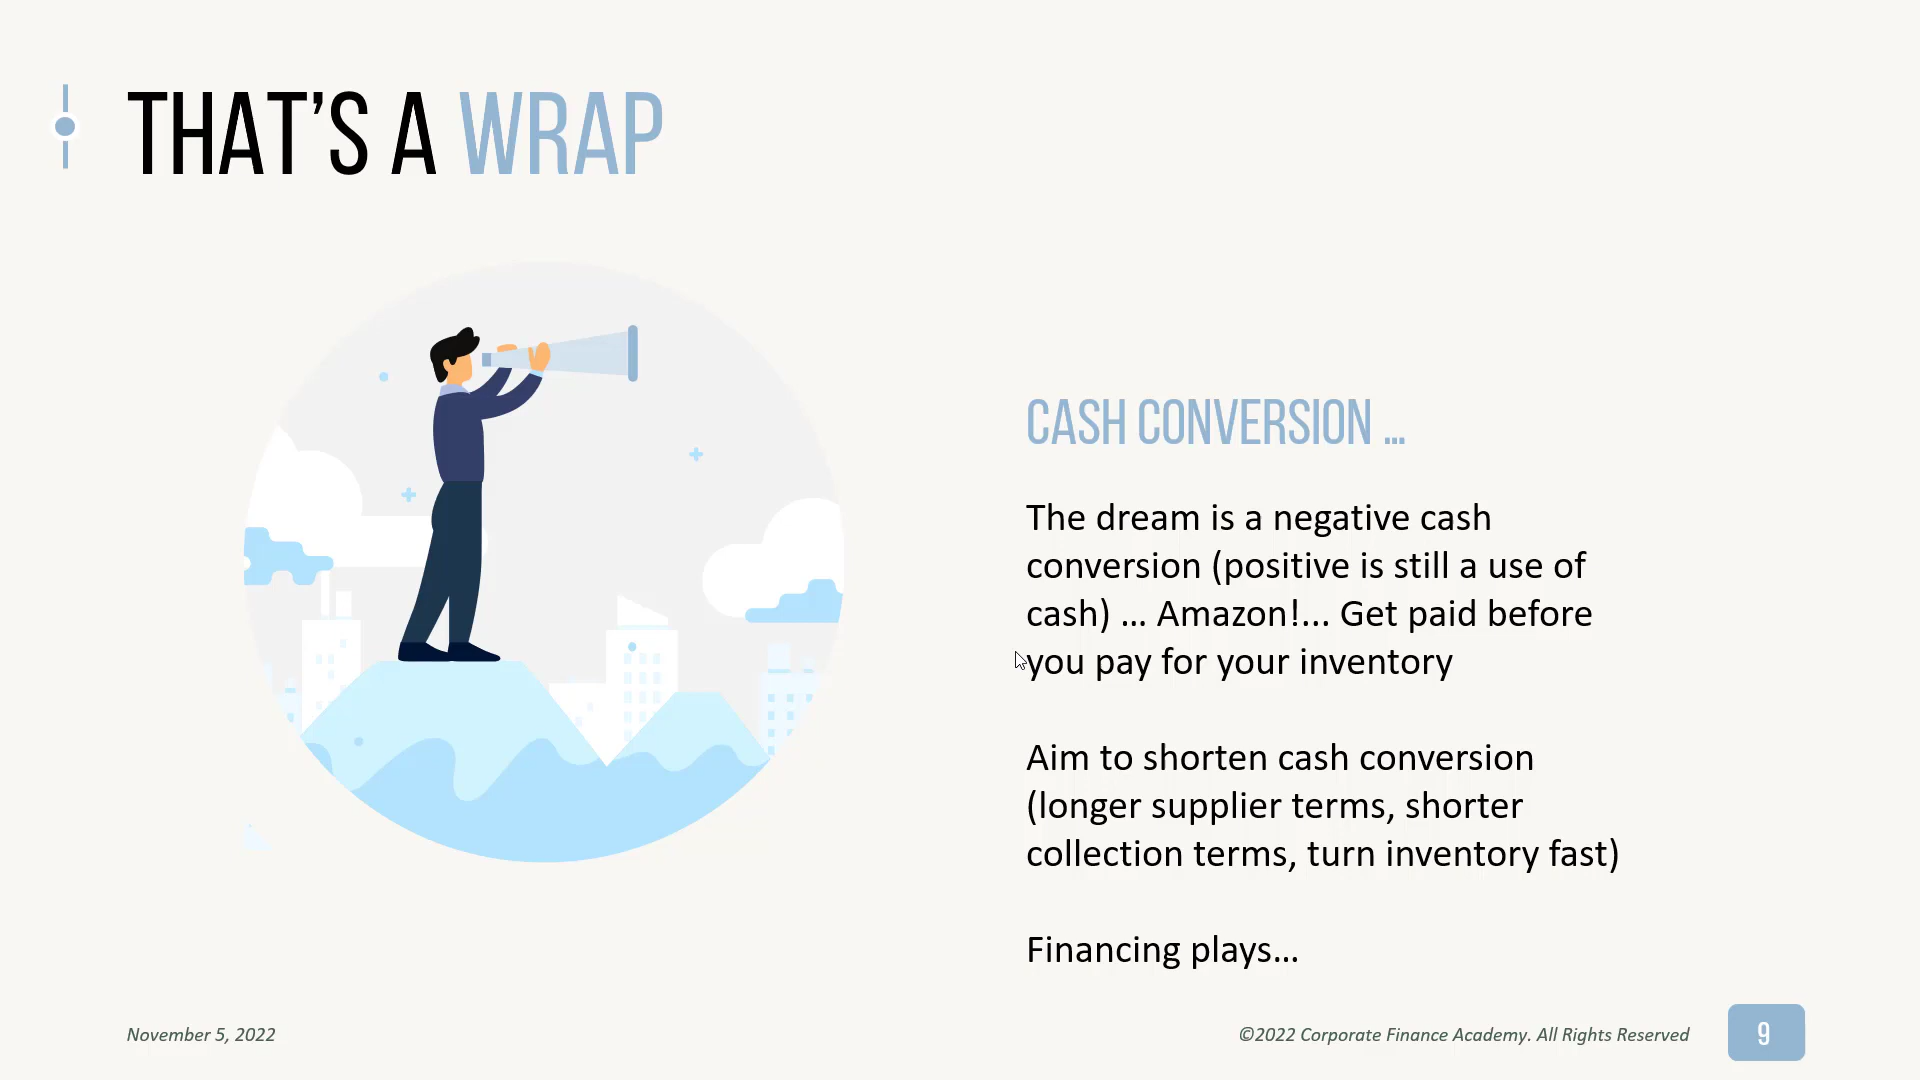 THAT’S A WRAP
CASH CONVERSION …
The dream is a negative cash
conversion (positive is still a use of
cash) … Amazon!... Get paid before
you pay for your inventory
Aim to shorten cash conversion
(longer supplier terms, shorter
collection terms, turn inventory fast)
Financing plays…
November 5, 2022
©2022 Corporate Finance Academy. All Rights Reserved
9